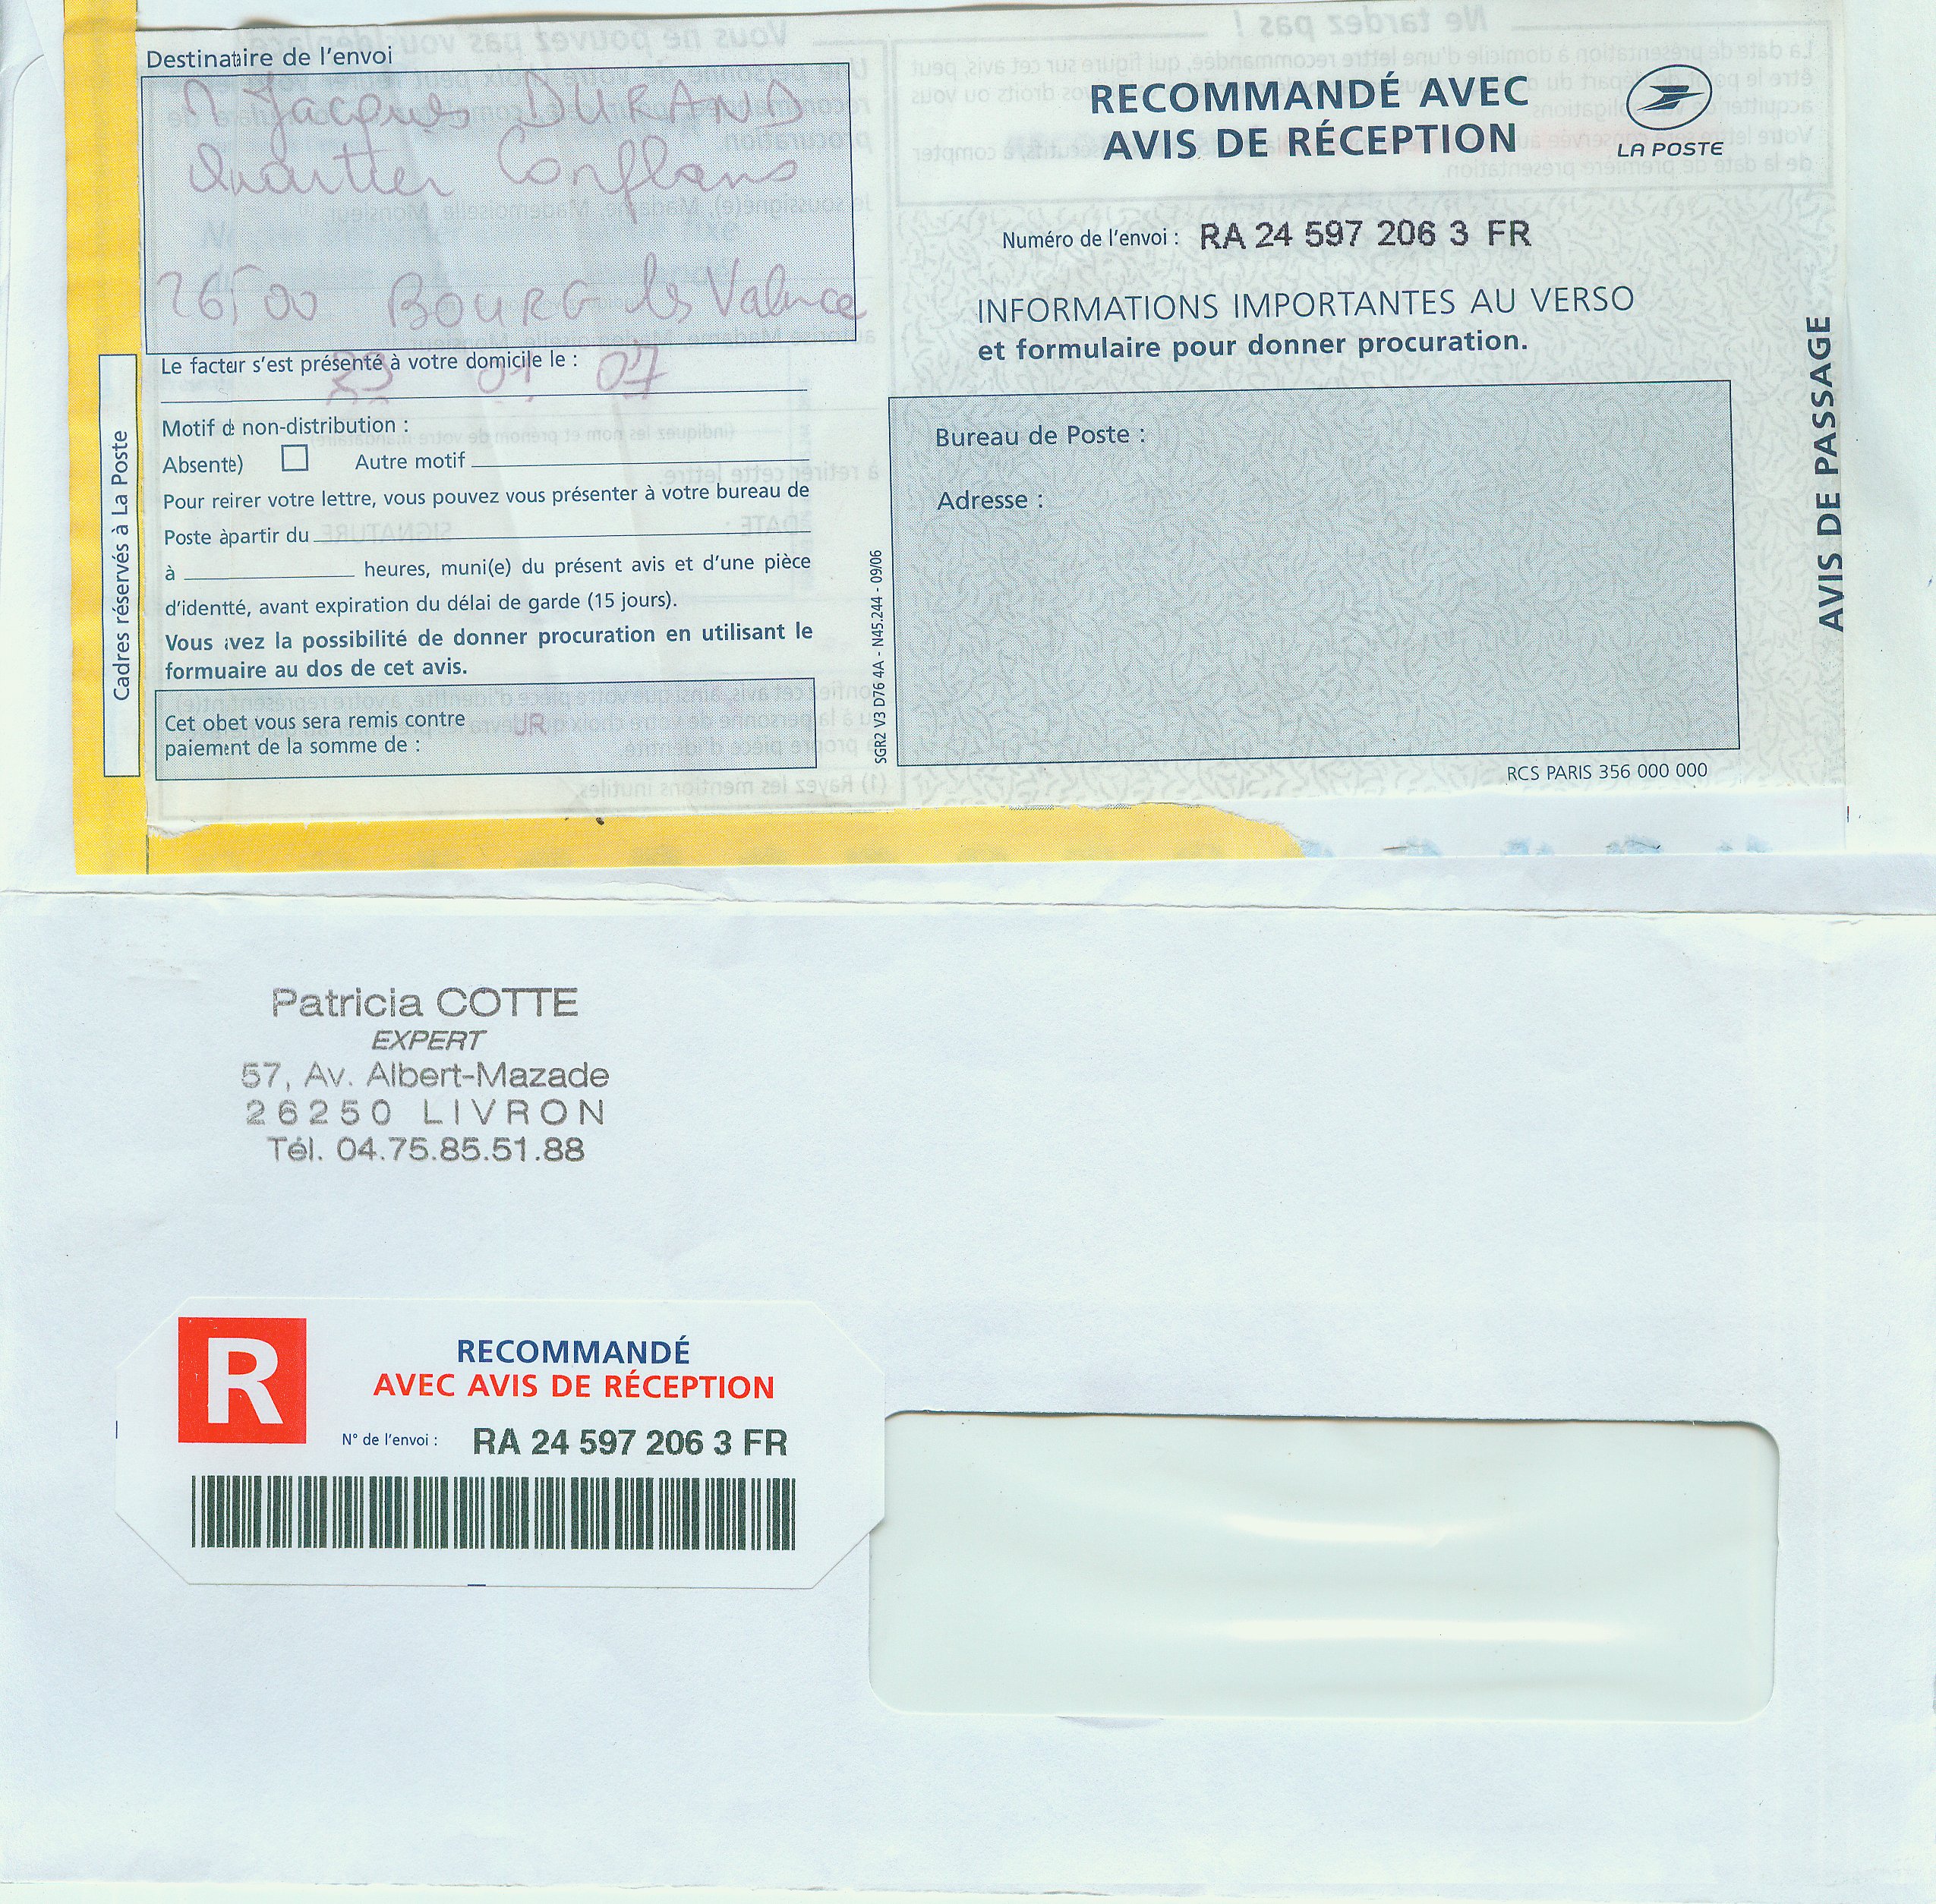 Destinataire de l'envoi
M Jacques DURAND
Quartier Conflans
26500 BOURG les Valence
Le facteur s'est présenté à votre domicile le :
23 01 07
Motif de non-distribution :
Absent(e) Autre motif
Pour retirer votre lettre, vous pouvez vous présenter à votre bureau de
Poste à partir du
à heures, muni(e) du présent avis et d'une pièce
d'identité, avant expiration du délai de garde (15 jours).
Vous avez la possibilité de donner procuration en utilisant le
formulaire au dos de cet avis.
Cet objet vous sera remis contre
paiement de la somme de :
Cadres réservés à La Poste
RECOMMANDÉ AVEC
AVIS DE RÉCEPTION
LA POSTE
Numéro de l'envoi : RA 24 597 206 3 FR
INFORMATIONS IMPORTANTES AU VERSO
et formulaire pour donner procuration.
Bureau de Poste :
Adresse :
SGR2 V3 D76 4A - N45.244 - 09/06
RCS PARIS 356 000 000
AVIS DE PASSAGE
Patricia COTTE
EXPERT
57, Av. Albert-Mazade
26250 LIVRON
Tél. 04.75.85.51.88
R
RECOMMANDÉ
AVEC AVIS DE RÉCEPTION
N° de l'envoi : RA 24 597 206 3 FR